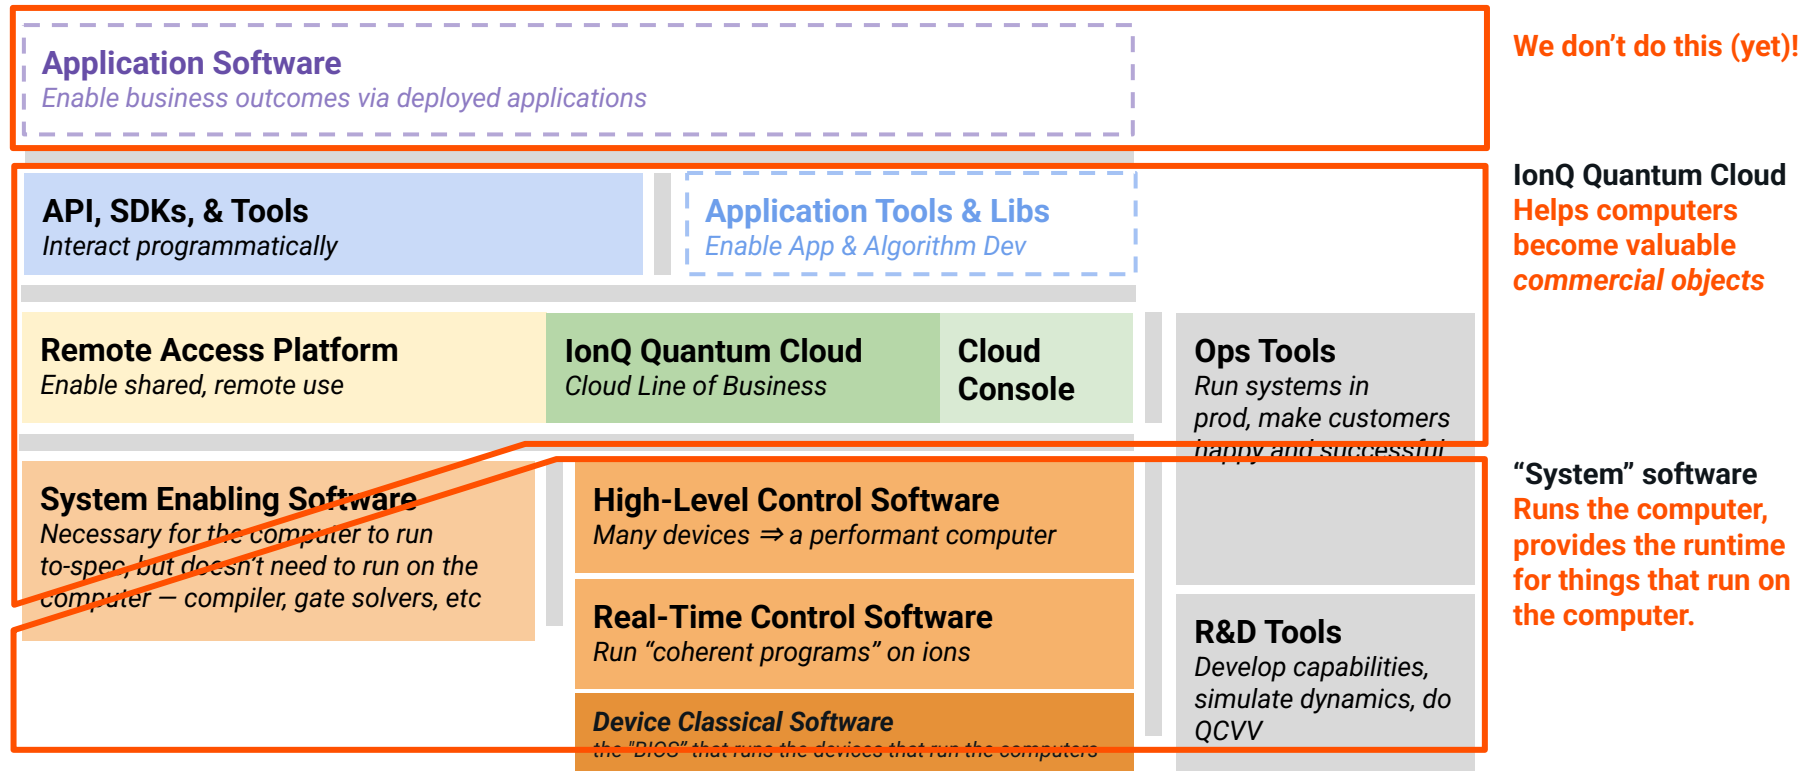 Application Software
Enable business outcomes via deployed applications
We don’t do this (yet)!
API, SDKs, & Tools
Interact programmatically
Application Tools & Libs
Enable App & Algorithm Dev
IonQ Quantum Cloud
Helps computers
become valuable
commercial objects
Remote Access Platform
Enable shared, remote use
IonQ Quantum Cloud
Cloud Line of Business
Cloud
Console
Ops Tools
Run systems in
prod, make customers
happy and successful
System Enabling Software
Necessary for the computer to run
to-spec, but doesn’t need to run on the
computer — compiler, gate solvers, etc
High-Level Control Software
Many devices ⇒ a performant computer
“System” software
Runs the computer,
provides the runtime
for things that run on
the computer.
Real-Time Control Software
Run “coherent programs” on ions
R&D Tools
Develop capabilities,
simulate dynamics, do
QCVV
Device Classical Software
the "BIOS” that runs the devices that run the computers